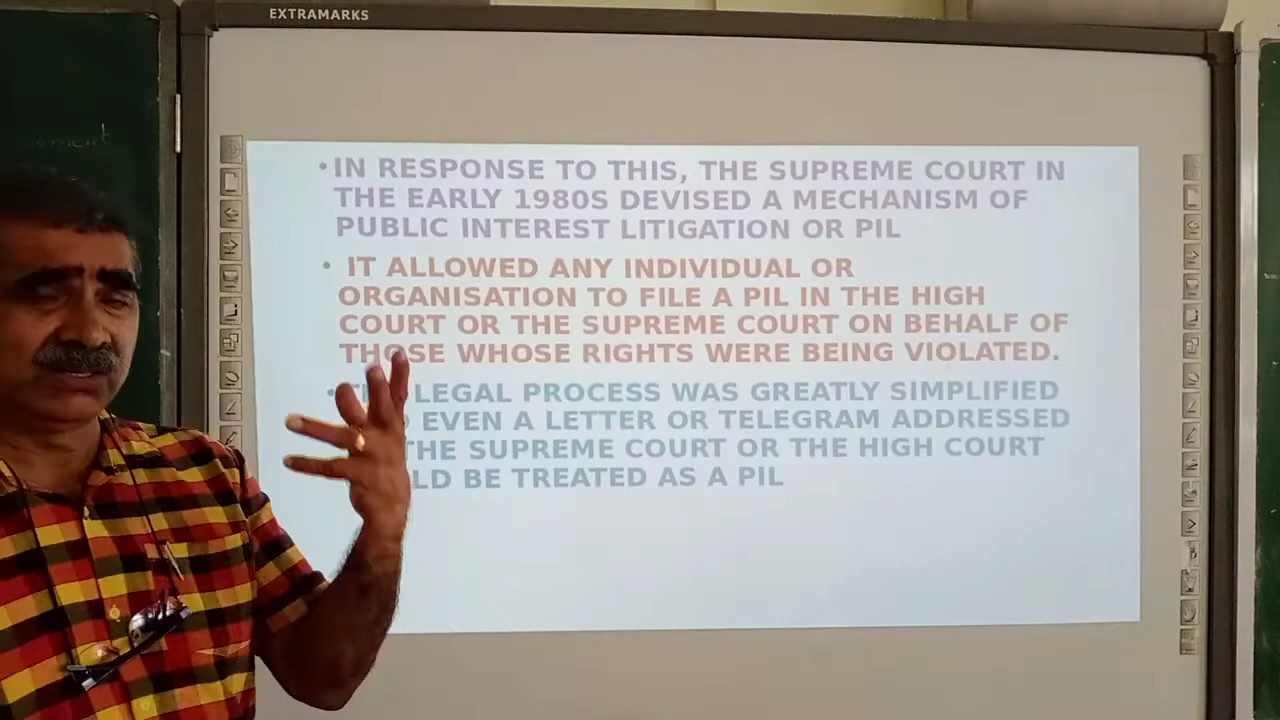 EXTRAMARKS
•IN RESPONSE TO THIS, THE SUPREME COURT IN
THE EARLY 1980S DEVISED A MECHANISM OF
PUBLIC INTEREST LITIGATION OR PIL
• IT ALLOWED ANY INDIVIDUAL OR
ORGANISATION TO FILE A PIL IN THE HIGH
COURT OR THE SUPREME COURT ON BEHALF OF
THOSE WHOSE RIGHTS WERE BEING VIOLATED.
• LEGAL PROCESS WAS GREATLY SIMPLIFIED
EVEN A LETTER OR TELEGRAM ADDRESSED
THE SUPREME COURT OR THE HIGH COURT
BE TREATED AS A PIL